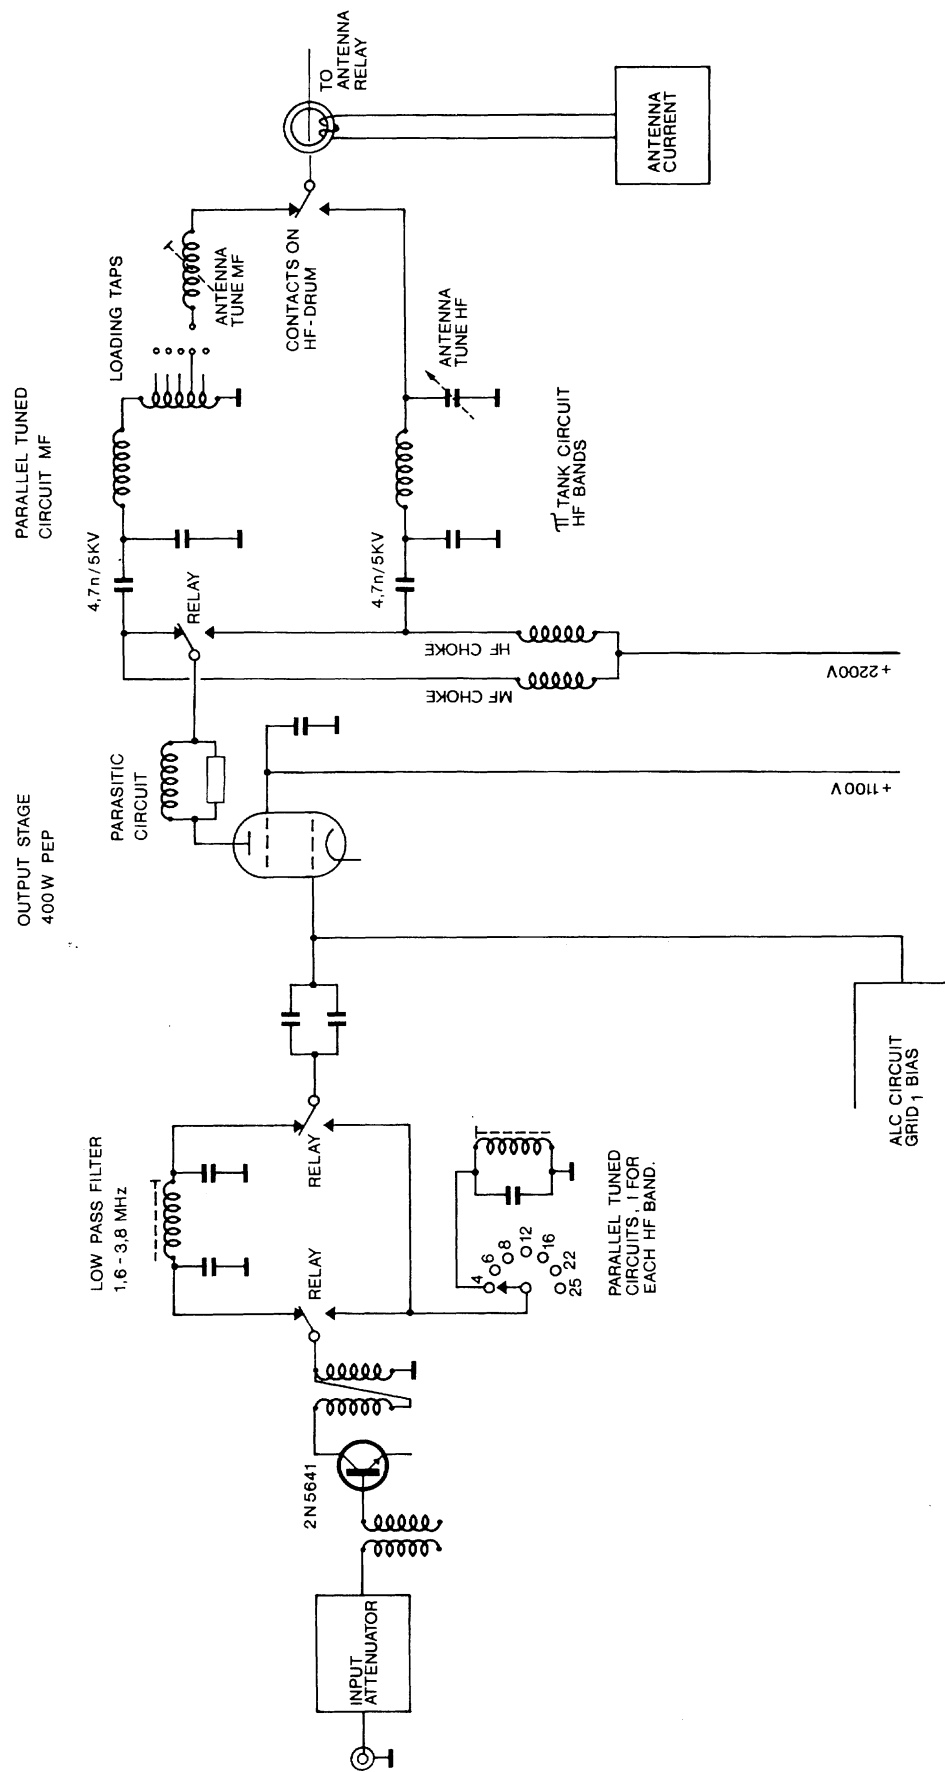 OUTPUT STAGE
400W PEP
INPUT
ATTENUATOR
2N5641
LOW PASS FILTER
1,6 - 3,8 MHz
RELAY
RELAY
4
6
8
12
16
22
25
PARALLEL TUNED
CIRCUITS, 1 FOR
EACH HF BAND.
ALC CIRCUIT
GRID1 BIAS
PARASITIC
CIRCUIT
+1100V
+2200V
MF CHOKE
HF CHOKE
RELAY
4,7n/5KV
4,7n/5KV
PARALLEL TUNED
CIRCUIT MF
LOADING TAPS
ANTENNA
TUNE MF
CONTACTS ON
HF-DRUM
ANTENNA
TUNE HF
π TANK CIRCUIT
HF BANDS
TO
ANTENNA
RELAY
ANTENNA
CURRENT